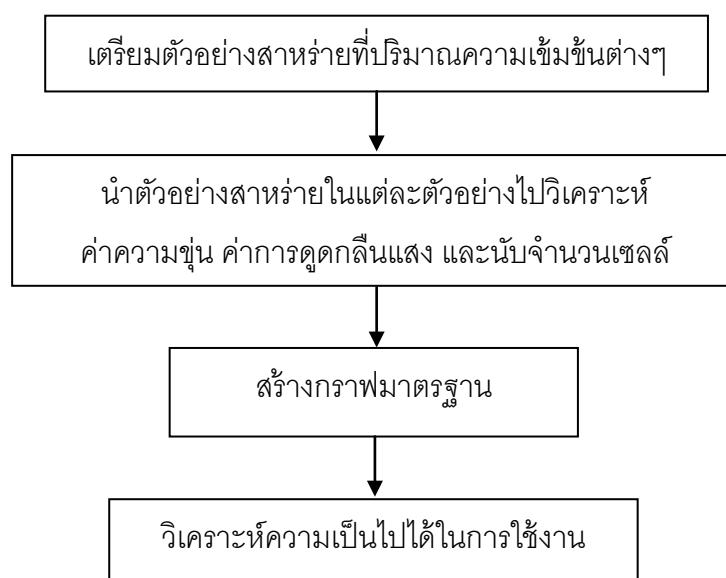 เตรียมตัวอย่างสาหร่ายที่ปริมาณความเข้มข้นต่างๆ
นำตัวอย่างสาหร่ายในแต่ละตัวอย่างไปวิเคราะห์
ค่าความขุ่น ค่าการดูดกลืนแสง และนับจำนวนเซลล์
สร้างกราฟมาตรฐาน
วิเคราะห์ความเป็นไปได้ในการใช้งาน